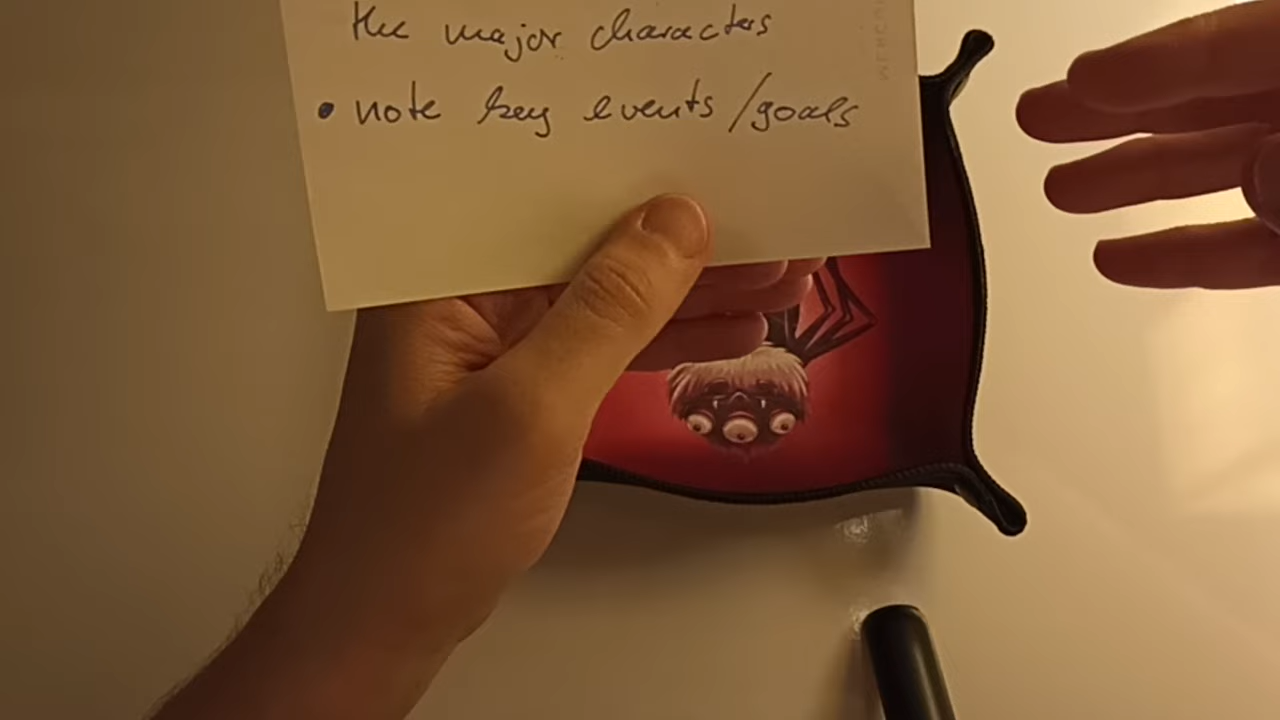 the major characters
• note key events/goals